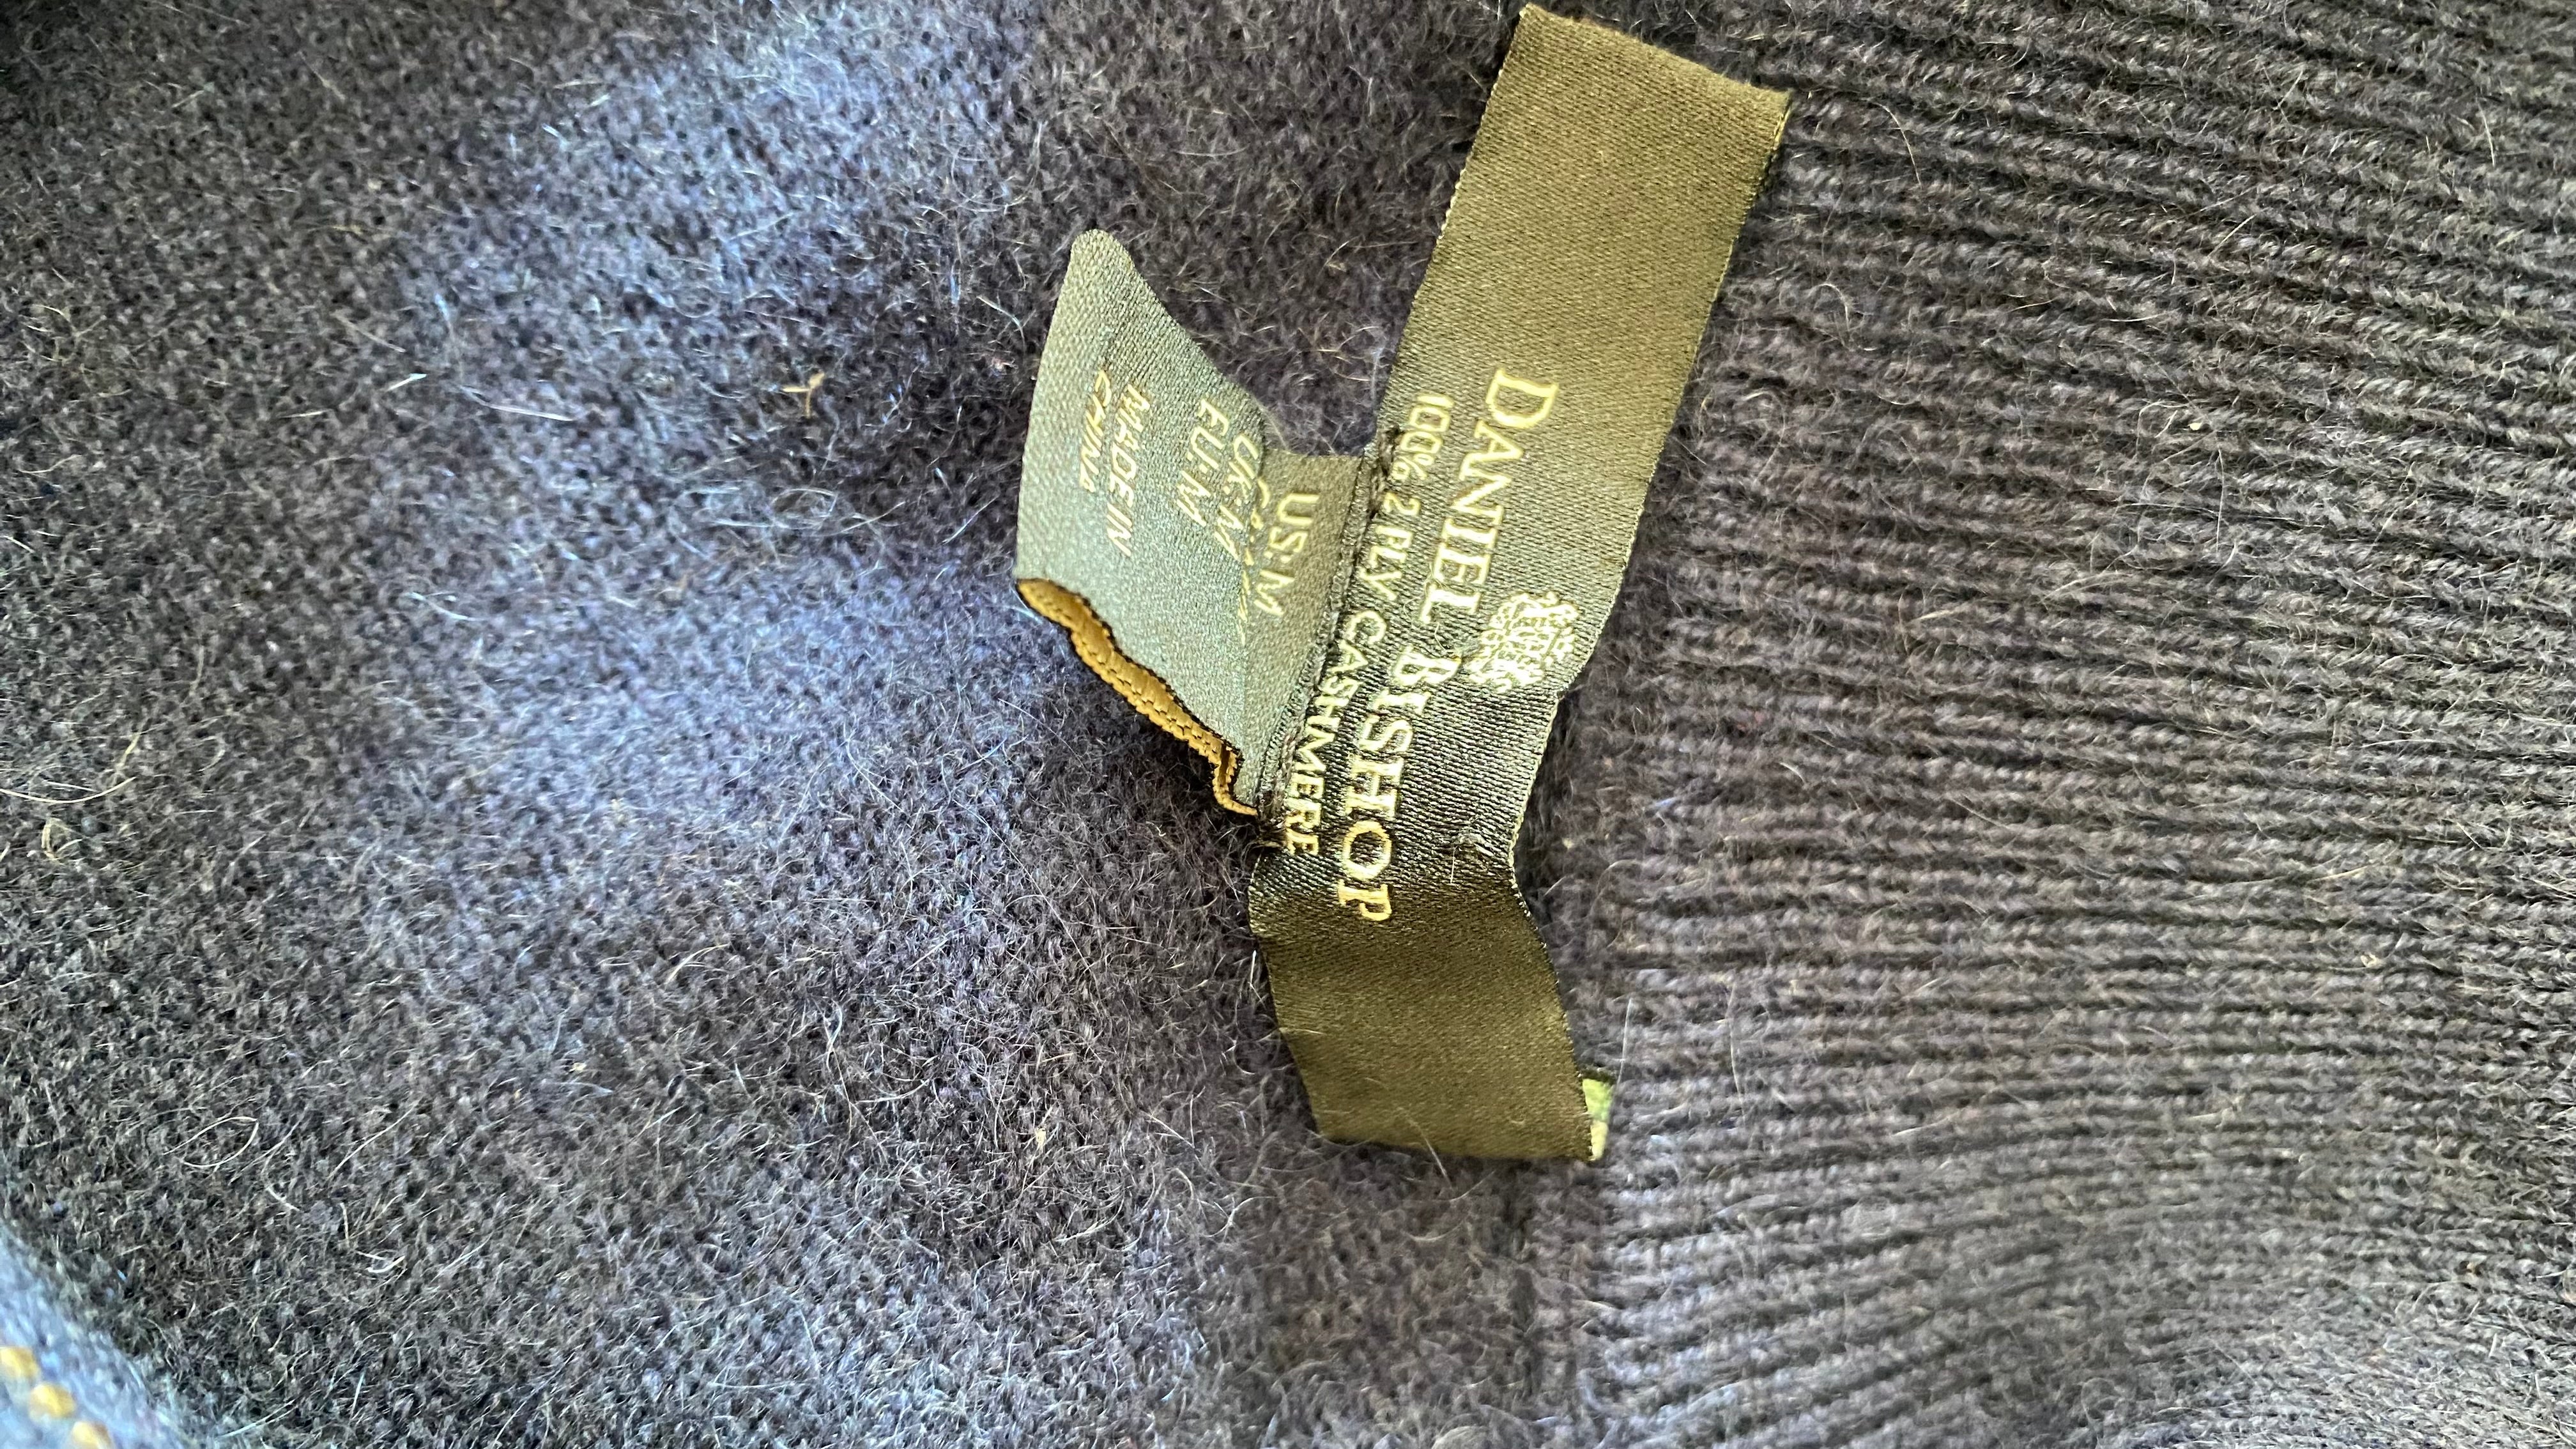 DANIEL BISHOP
100% 2 PLY CASHMERE
US:M
UK:M
EU:M
MADE IN
CHINA